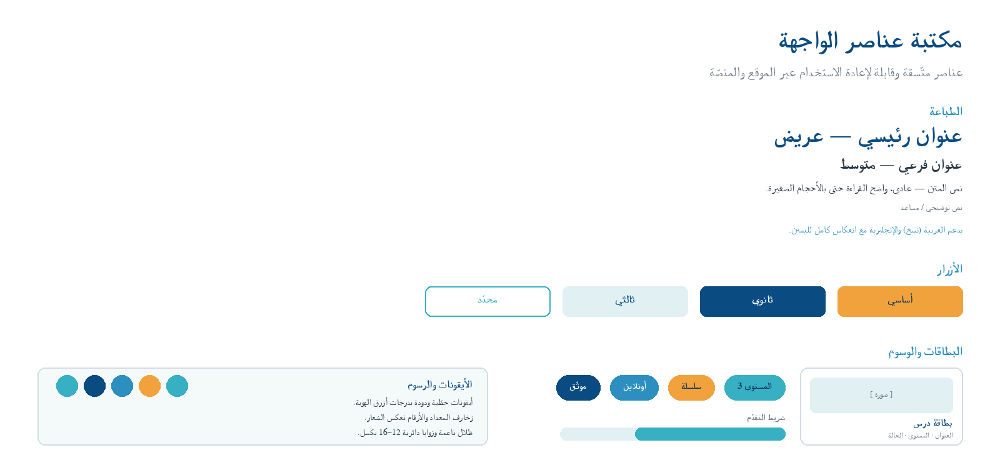 مكتبة عناصر الواجهة
عناصر متّسقة وقابلة لإعادة الاستخدام عبر الموقع والمنصّة
الطباعة
عنوان رئيسي — عريض
عنوان فرعي — متوسط
نص المتن — عادي، واضح القراءة حتى بالأحجام الصغيرة.
نص توضيحي / مساعد
يدعم العربية (نسخ) والإنجليزية مع انعكاس كامل لليمين.
الأزرار
أساسي
ثانوي
ثالثي
محدّد
البطاقات والوسوم
[ صورة ]
بطاقة درس
العنوان · المستوى · الحالة
المستوى 3
سلسلة
أونلاين
موثّق
شريط التقدّم
الأيقونات والرسوم
أيقونات خطّية ودودة بدرجات أزرق الهوية.
زخارف المعداد والأرقام تعكس الشعار.
ظلال ناعمة وزوايا دائرية 12–16 بكسل.